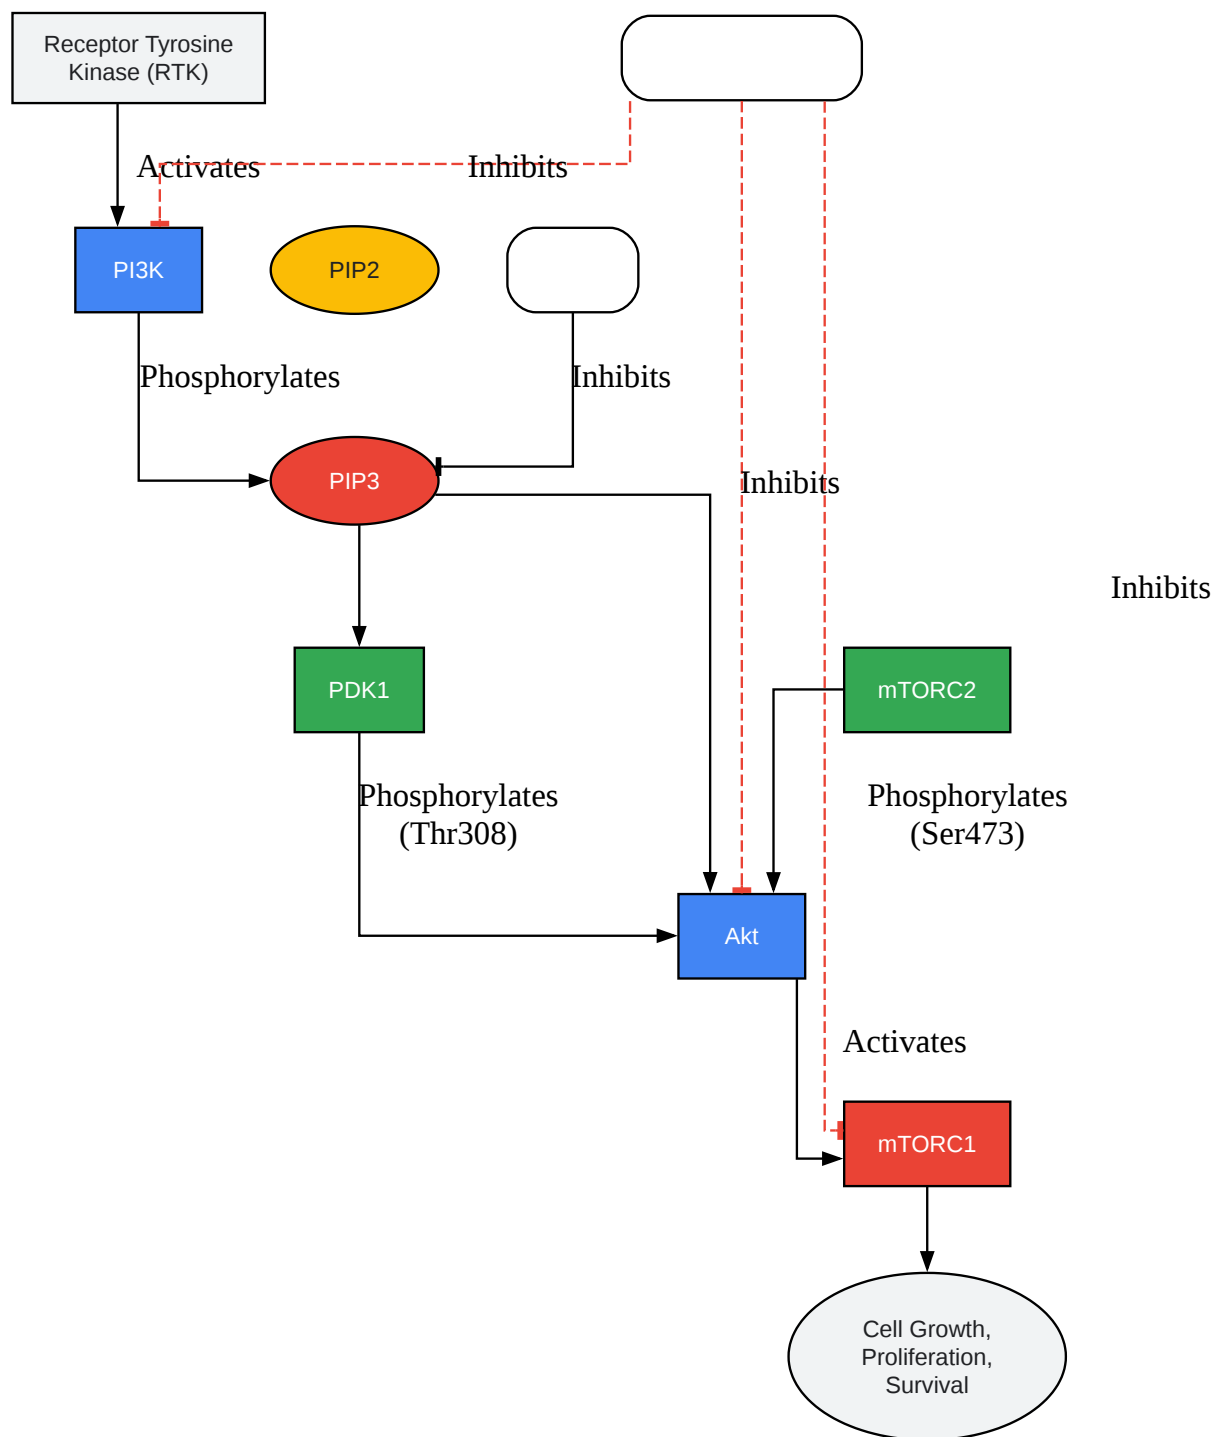 Receptor Tyrosine
Kinase (RTK)
Activates
Inhibits
PI3K
PIP2
Phosphorylates
Inhibits
PIP3
Inhibits
Inhibits
PDK1
mTORC2
Phosphorylates
(Thr308)
Phosphorylates
(Ser473)
Akt
Activates
mTORC1
Cell Growth,
Proliferation,
Survival